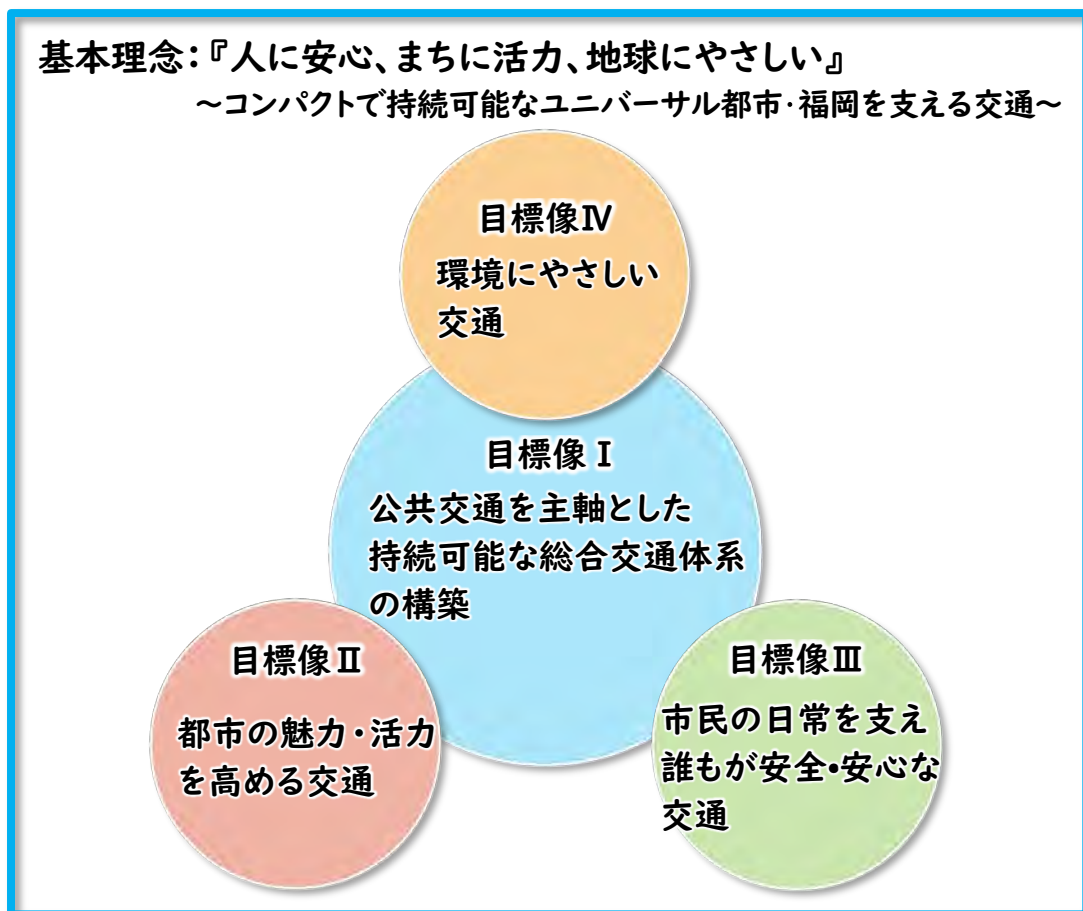 基本理念:『人に安心、まちに活力、地球にやさしい』
~コンパクトで持続可能なユニバーサル都市・福岡を支える交通~
目標像Ⅳ
環境にやさしい
交通
目標像Ⅰ
公共交通を主軸とした
持続可能な総合交通体系
の構築
目標像Ⅱ
都市の魅力・活力
を高める交通
目標像Ⅲ
市民の日常を支え
誰もが安全・安心な
交通